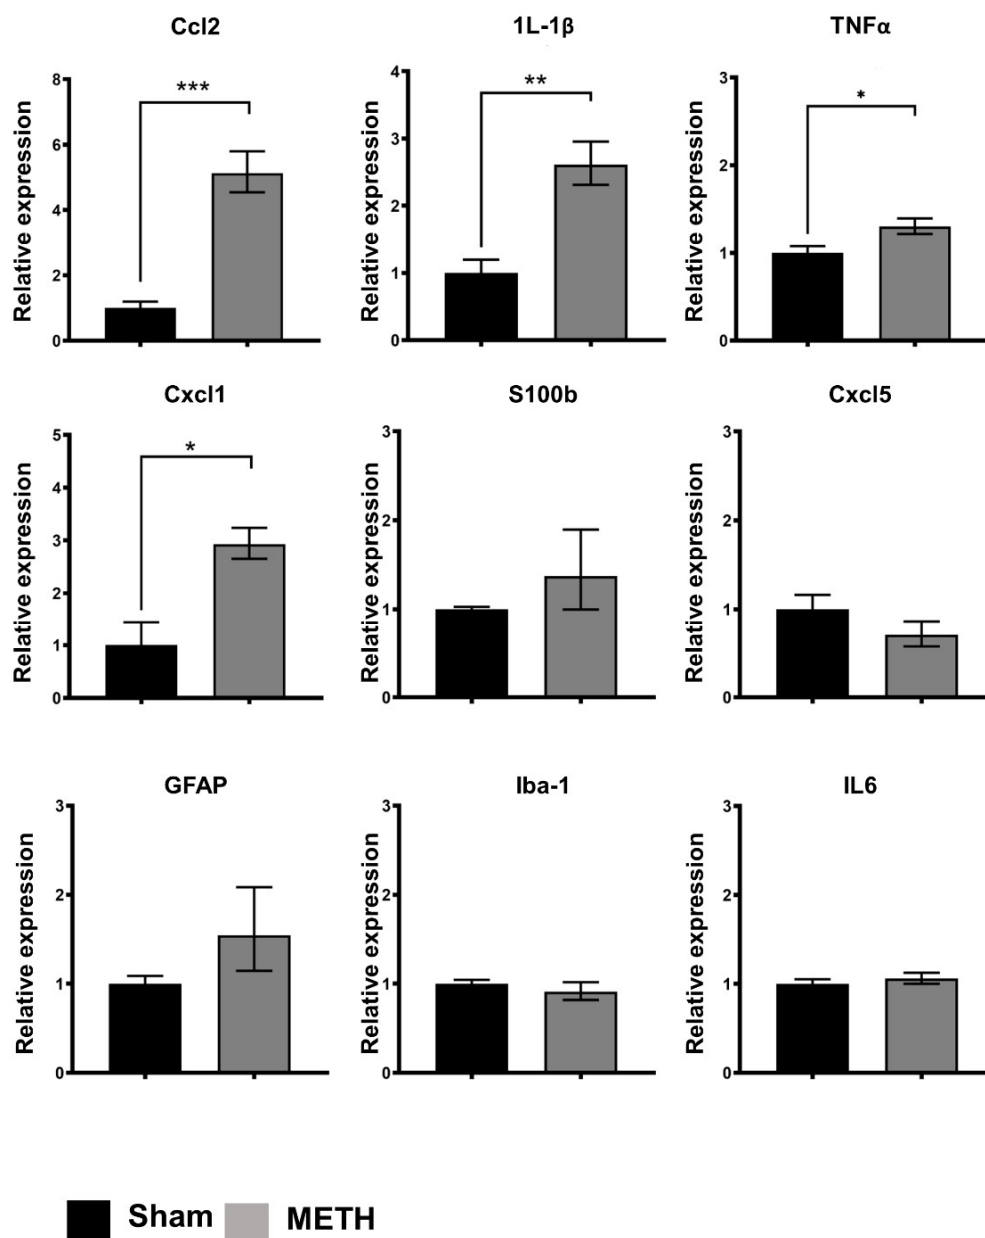 Ccl2
1L-1β
TNFα
Relative expression
8
6
4
2
0
***
Relative expression
4
3
2
1
0
**
Relative expression
3
2
1
0
*
Cxcl1
S100b
Cxcl5
Relative expression
5
4
3
2
1
0
*
Relative expression
3
2
1
0
Relative expression
3
2
1
0
GFAP
Iba-1
IL6
Relative expression
3
2
1
0
Relative expression
3
2
1
0
Relative expression
3
2
1
0
Sham METH